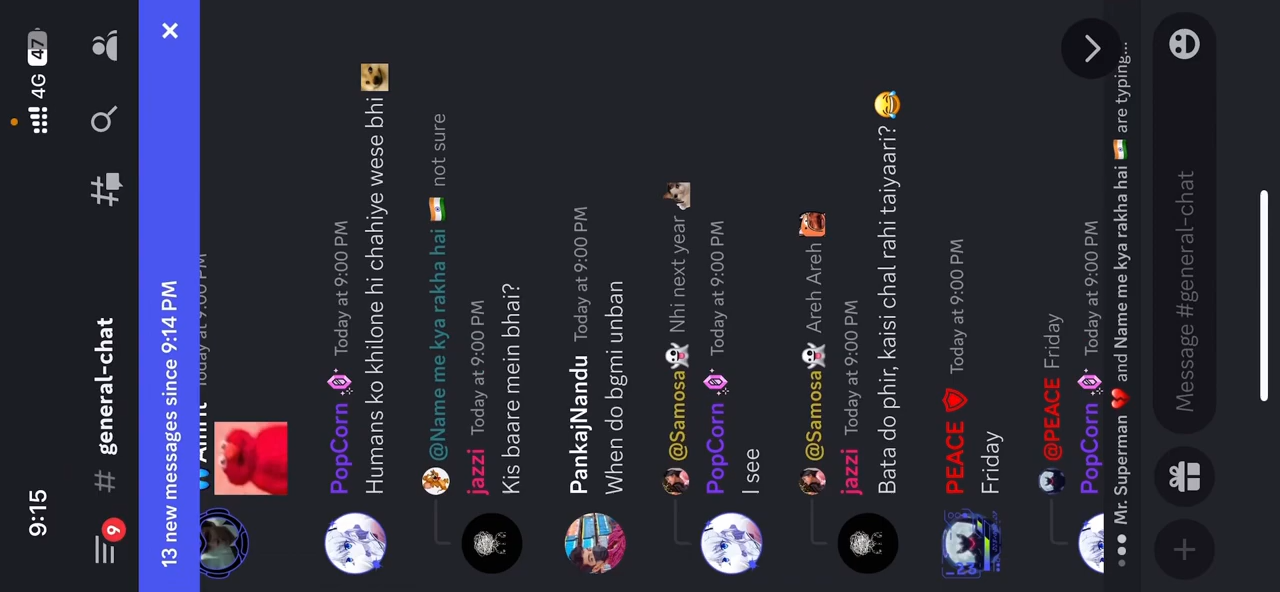 9:15
4G 47
9
# general-chat
13 new messages since 9:14 PM
Amrit Today at 9:00 PM
PopCorn Today at 9:00 PM
Humans ko khilone hi chahiye wese bhi
@Name me kya rakha hai 🇮🇳 not sure
jazzi Today at 9:00 PM
Kis baare mein bhai?
PankajNandu Today at 9:00 PM
When do bgmi unban
@Samosa👻 Nhi next year
PopCorn Today at 9:00 PM
I see
@Samosa👻 Areh Areh
jazzi Today at 9:00 PM
Bata do phir, kaisi chal rahi taiyaari? 😂
PEACE Today at 9:00 PM
Friday
@PEACE Friday
PopCorn Today at 9:00 PM
Mr. Superman 💔 and Name me kya rakha hai 🇮🇳 are typing...
Message #general-chat